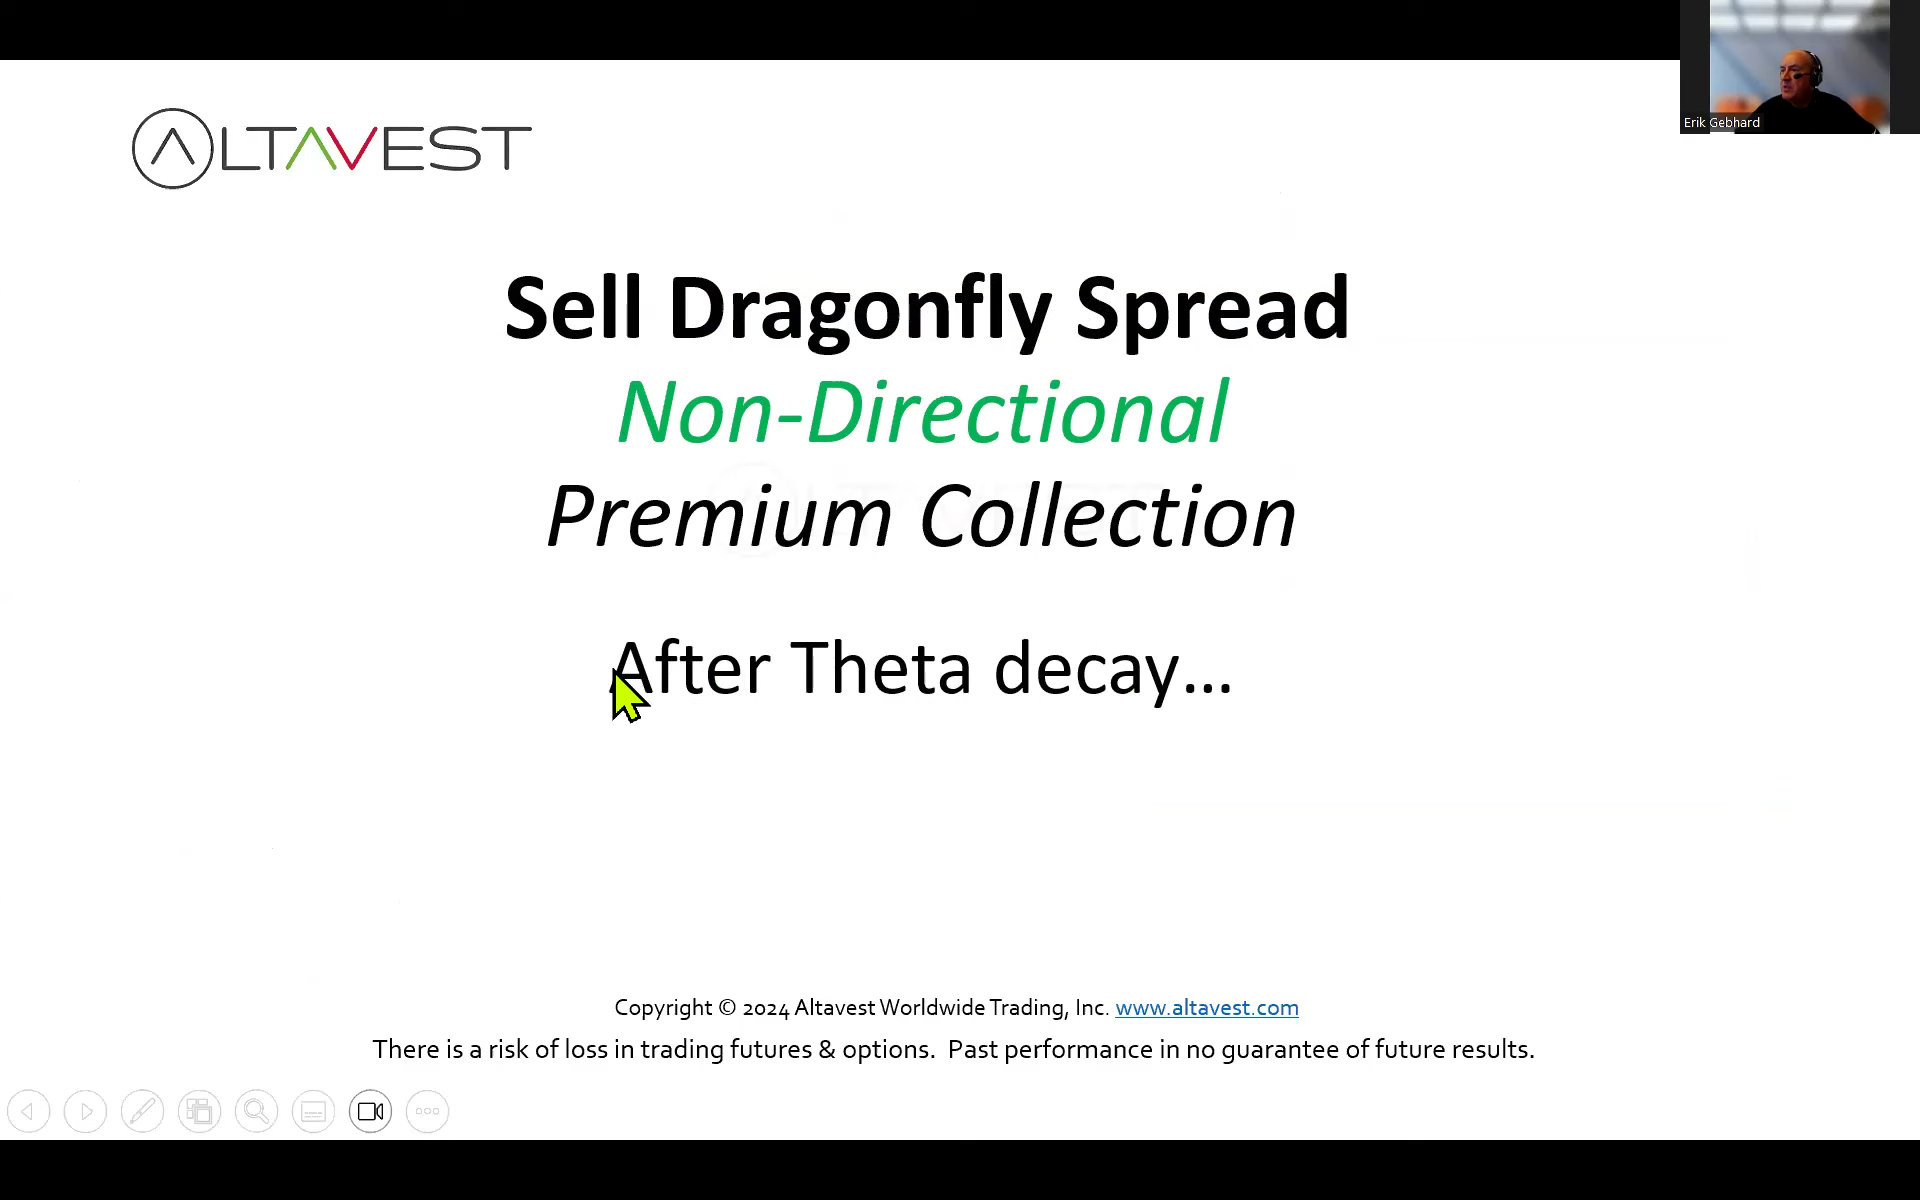 ALTAVEST
Erik Gebhard
Sell Dragonfly Spread
Non-Directional
Premium Collection
After Theta decay...
Copyright © 2024 Altavest Worldwide Trading, Inc. www.altavest.com
There is a risk of loss in trading futures & options. Past performance in no guarantee of future results.